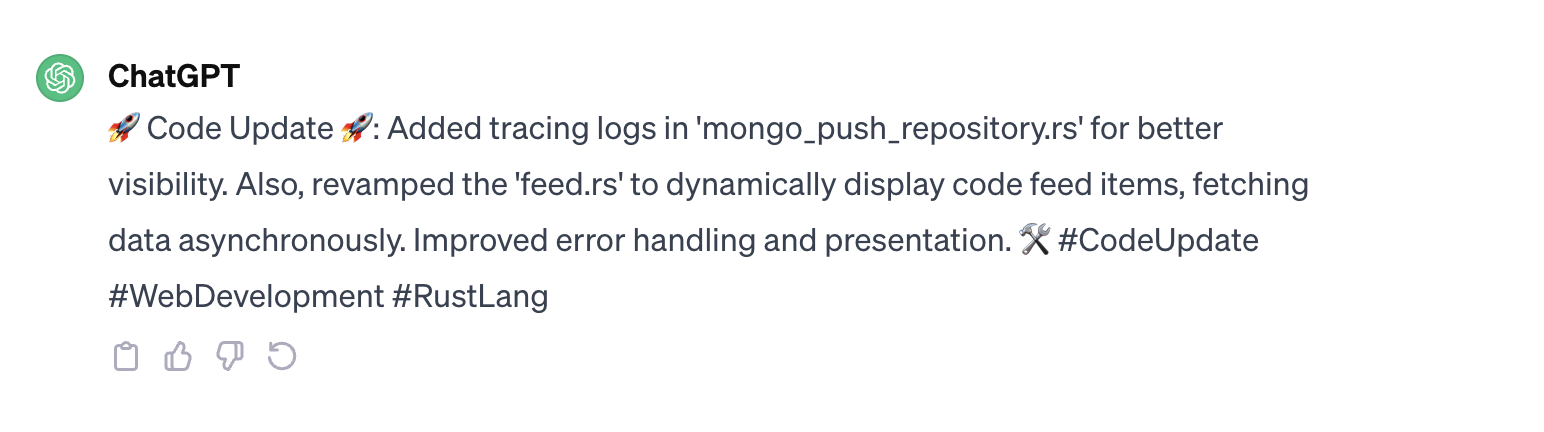 ChatGPT
🚀 Code Update 🚀: Added tracing logs in 'mongo_push_repository.rs' for better
visibility. Also, revamped the 'feed.rs' to dynamically display code feed items, fetching
data asynchronously. Improved error handling and presentation. 🛠️ #CodeUpdate
#WebDevelopment #RustLang